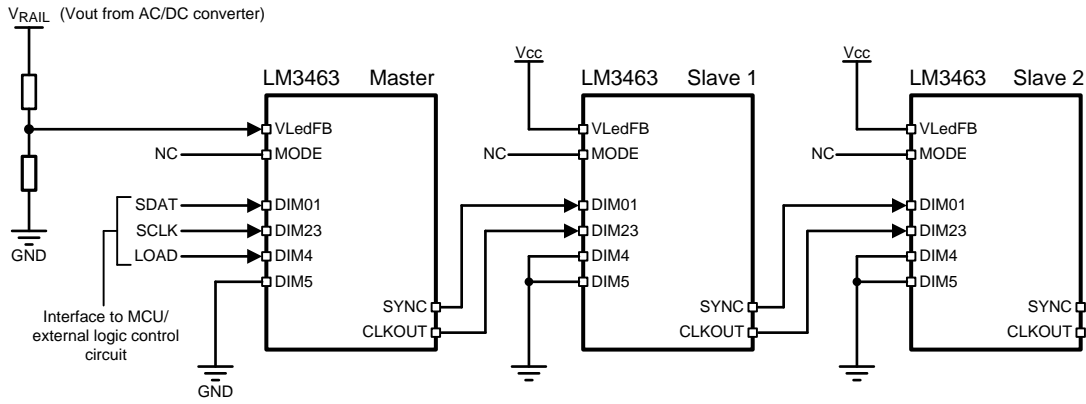 VRAIL (Vout from AC/DC converter)
GND
SDAT
SCLK
LOAD
Interface to MCU/
external logic control
circuit
NC
GND
LM3463 Master
VLedFB
MODE
DIM01
DIM23
DIM4
DIM5
SYNC
CLKOUT
Vcc
NC
LM3463 Slave 1
VLedFB
MODE
DIM01
DIM23
DIM4
DIM5
SYNC
CLKOUT
Vcc
NC
LM3463 Slave 2
VLedFB
MODE
DIM01
DIM23
DIM4
DIM5
SYNC
CLKOUT